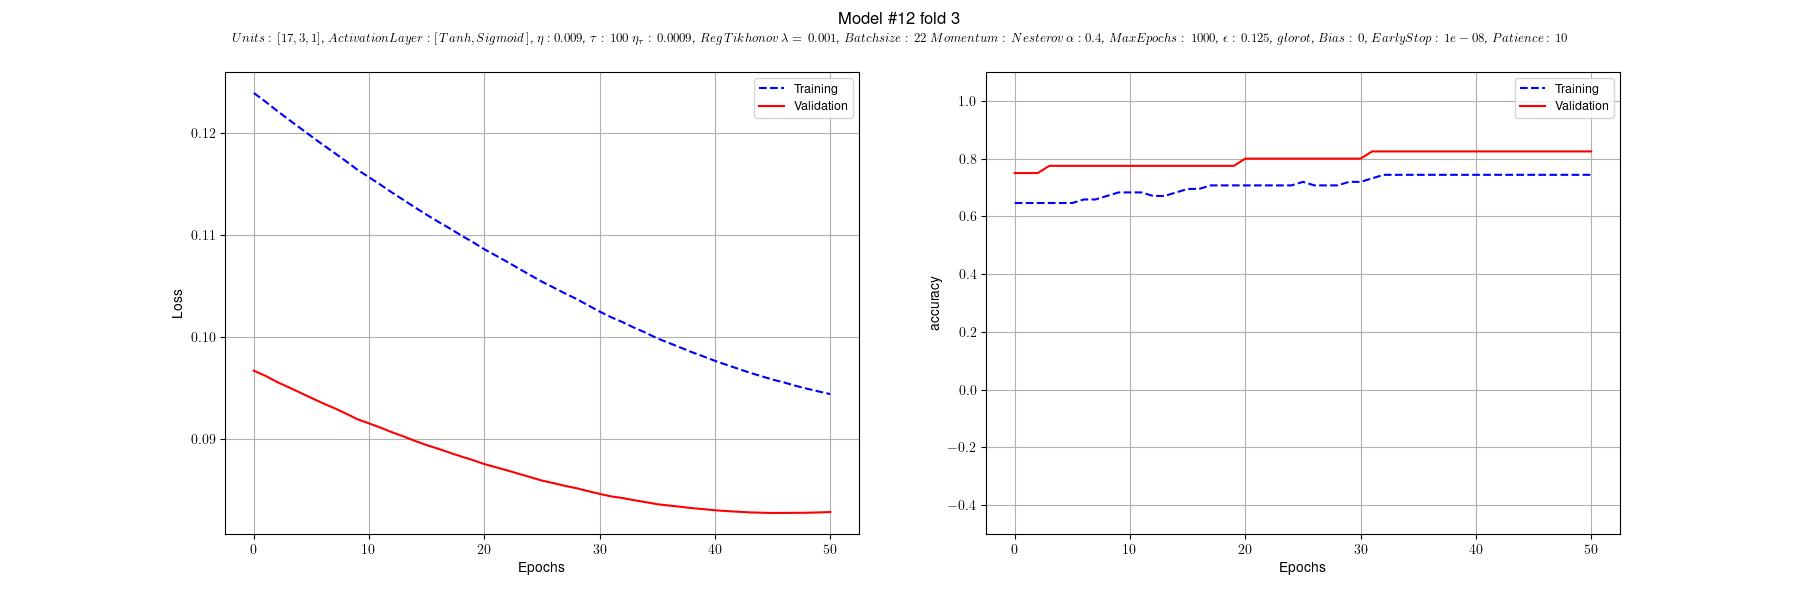 Model #12 fold 3
Units : [17, 3, 1], ActivationLayer : [Tanh, Sigmoid], η : 0.009, τ : 100 ητ : 0.0009, RegTikhonov λ = 0.001, Batchsize : 22 Momentum : Nesterov α : 0.4, MaxEpochs : 1000, ϵ : 0.125, glorot, Bias : 0, EarlyStop : 1e − 08, Patience : 10
Training
Validation
0.12
0.11
0.10
0.09
Loss
0 10 20 30 40 50
Epochs
Training
Validation
1.0
0.8
0.6
0.4
0.2
0.0
−0.2
−0.4
accuracy
0 10 20 30 40 50
Epochs